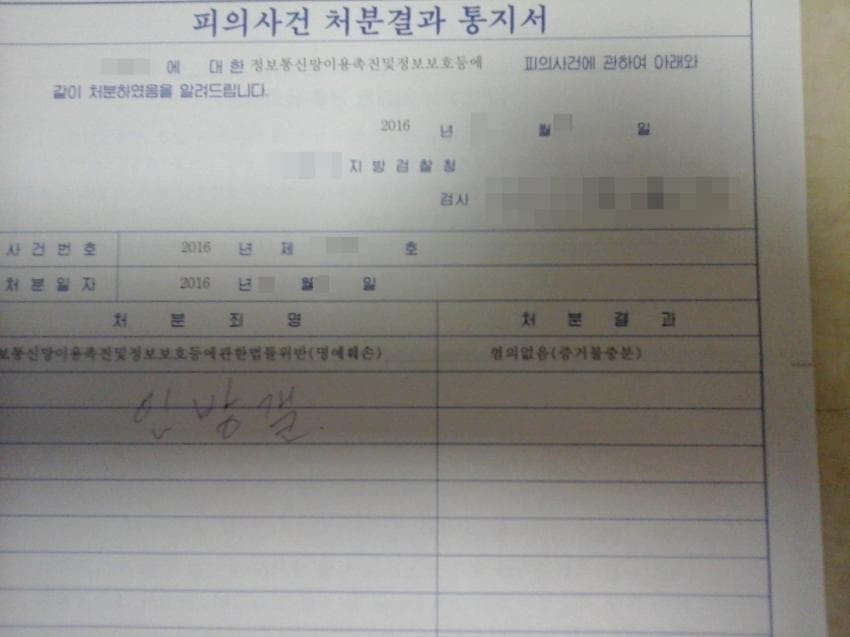 피의사건 처분결과 통지서
에 대한 정보통신망이용촉진및정보보호등에 피의사건에 관하여 아래와
같이 처분하였음을 알려드립니다.
2016 년 월 일
지방검찰청
검사
사건번호 2016 년 제 호
처분일자 2016 년 월 일
처분죄명 처분결과
보통신망이용촉진및정보보호등에관한법률위반(명예훼손) 혐의없음(증거불충분)
인방갤.